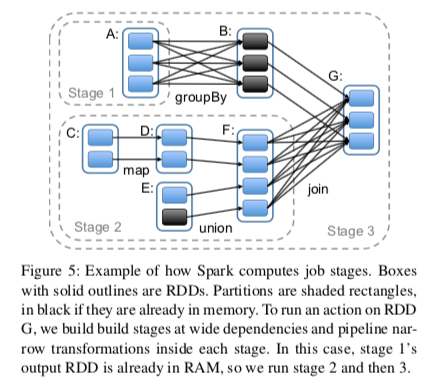 A:
B:
G:
Stage 1
groupBy
C:
D:
F:
map
E:
join
Stage 2
union
Stage 3
Figure 5: Example of how Spark computes job stages. Boxes
with solid outlines are RDDs. Partitions are shaded rectangles,
in black if they are already in memory. To run an action on RDD
G, we build build stages at wide dependencies and pipeline nar-
row transformations inside each stage. In this case, stage 1’s
output RDD is already in RAM, so we run stage 2 and then 3.